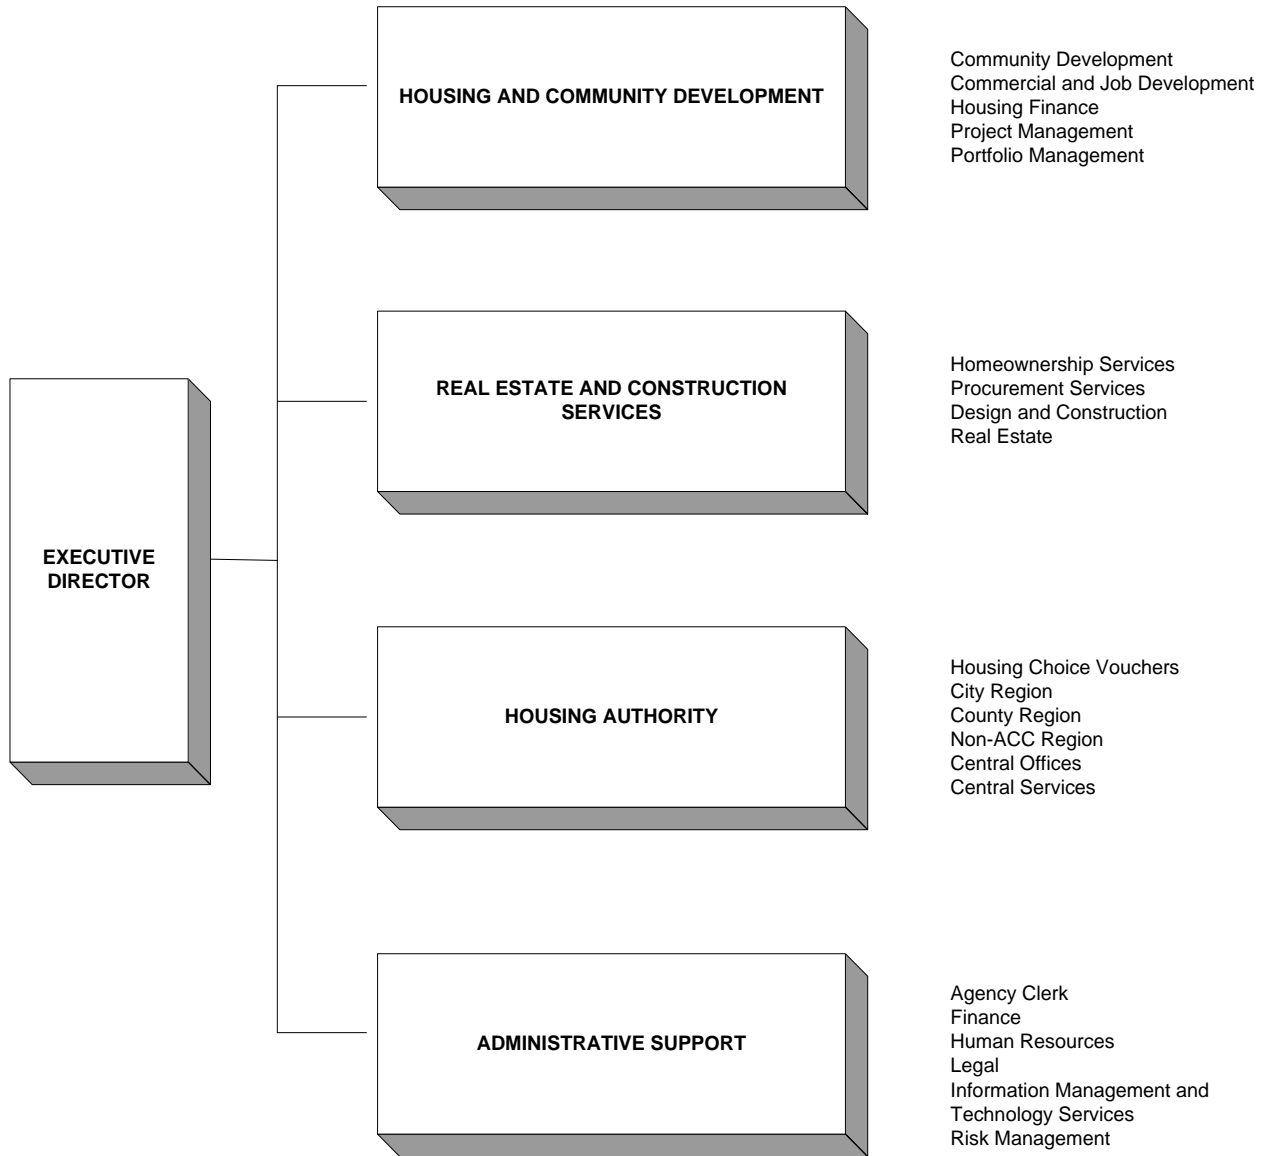 HOUSING AND COMMUNITY DEVELOPMENT
Community Development
Commercial and Job Development
Housing Finance
Project Management
Portfolio Management
REAL ESTATE AND CONSTRUCTION
SERVICES
Homeownership Services
Procurement Services
Design and Construction
Real Estate
EXECUTIVE
DIRECTOR
HOUSING AUTHORITY
Housing Choice Vouchers
City Region
County Region
Non-ACC Region
Central Offices
Central Services
ADMINISTRATIVE SUPPORT
Agency Clerk
Finance
Human Resources
Legal
Information Management and
Technology Services
Risk Management